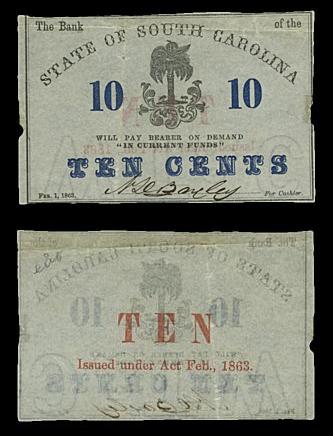 The Bank of the
STATE OF SOUTH CAROLINA
10 10
WILL PAY BEARER ON DEMAND
"IN CURRENT FUNDS"
TEN CENTS
FEB. 1, 1863. For Cashier.
TEN
Issued under Act Feb., 1863.